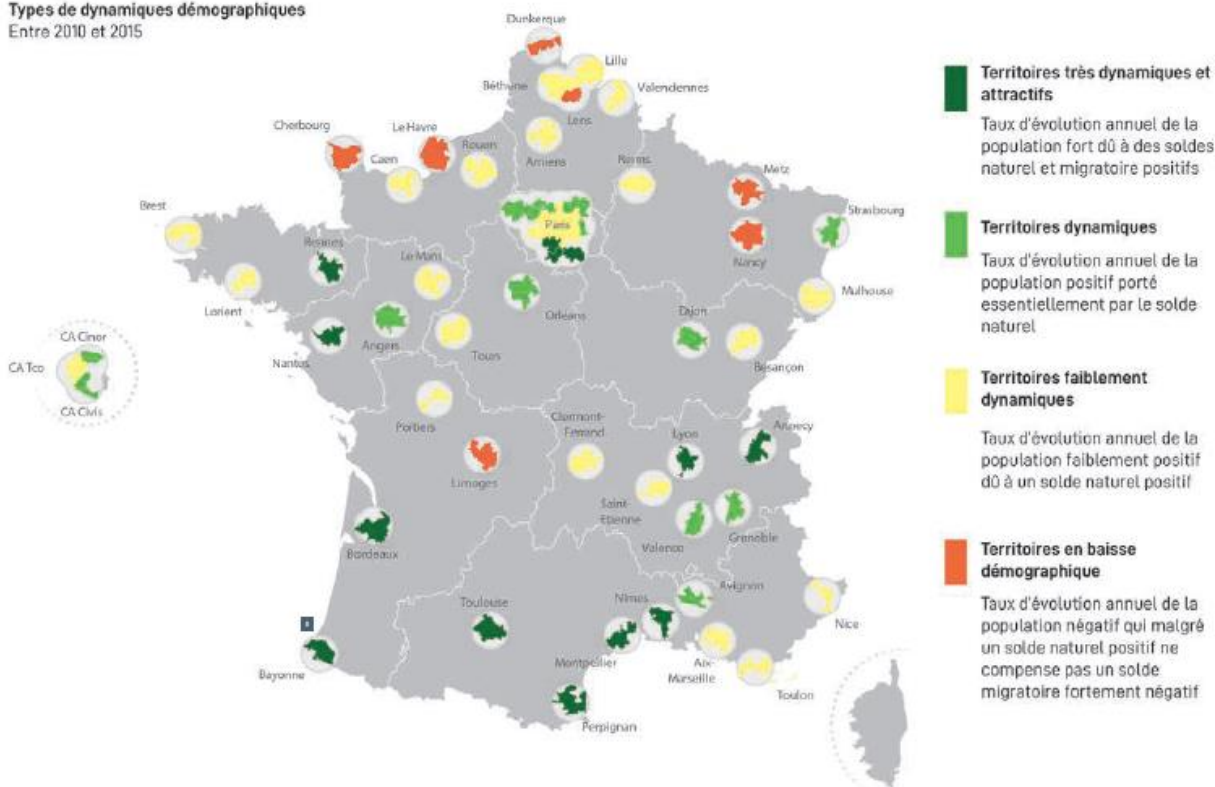 Types de dynamiques démographiques
Entre 2010 et 2015
Dunkerque
Lille
Béthune
Valendennes
Lens
Cherbourg
Le Havre
Rouen
Amiens
Caen
Reims
Metz
Strasbourg
Brest
Rennes
Paris
Nancy
Le Mans
Lorient
Orléans
Mulhouse
Dijon
Angers
Nantes
Tours
Besançon
CA Cinor
CA Tco
CA Civis
Poitiers
Clermont-
Ferrand
Lyon
Annecy
Limoges
Saint-
Etienne
Valence
Grenoble
Bordeaux
Avignon
Nîmes
Toulouse
Nice
Montpellier
Aix-
Marseille
Toulon
Bayonne
Perpignan
Territoires très dynamiques et
attractifs
Taux d'évolution annuel de la
population fort dû à des soldes
naturel et migratoire positifs
Territoires dynamiques
Taux d'évolution annuel de la
population positif porté
essentiellement par le solde
naturel
Territoires faiblement
dynamiques
Taux d'évolution annuel de la
population faiblement positif
dû à un solde naturel positif
Territoires en baisse
démographique
Taux d'évolution annuel de la
population négatif qui malgré
un solde naturel positif ne
compense pas un solde
migratoire fortement négatif